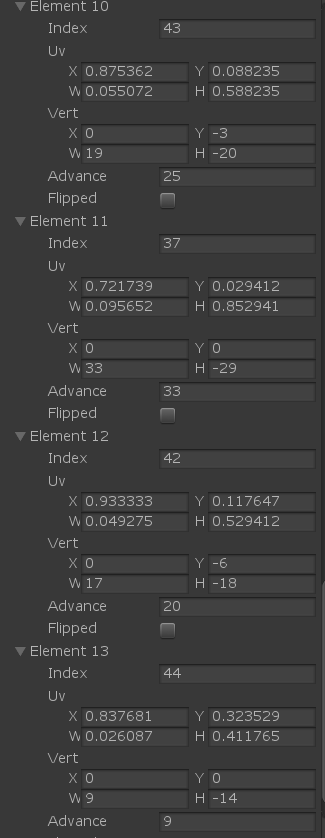 Element 10
Index 43
Uv
X 0.875362 Y 0.088235
W 0.055072 H 0.588235
Vert
X 0 Y -3
W 19 H -20
Advance 25
Flipped
Element 11
Index 37
Uv
X 0.721739 Y 0.029412
W 0.095652 H 0.852941
Vert
X 0 Y 0
W 33 H -29
Advance 33
Flipped
Element 12
Index 42
Uv
X 0.933333 Y 0.117647
W 0.049275 H 0.529412
Vert
X 0 Y -6
W 17 H -18
Advance 20
Flipped
Element 13
Index 44
Uv
X 0.837681 Y 0.323529
W 0.026087 H 0.411765
Vert
X 0 Y 0
W 9 H -14
Advance 9